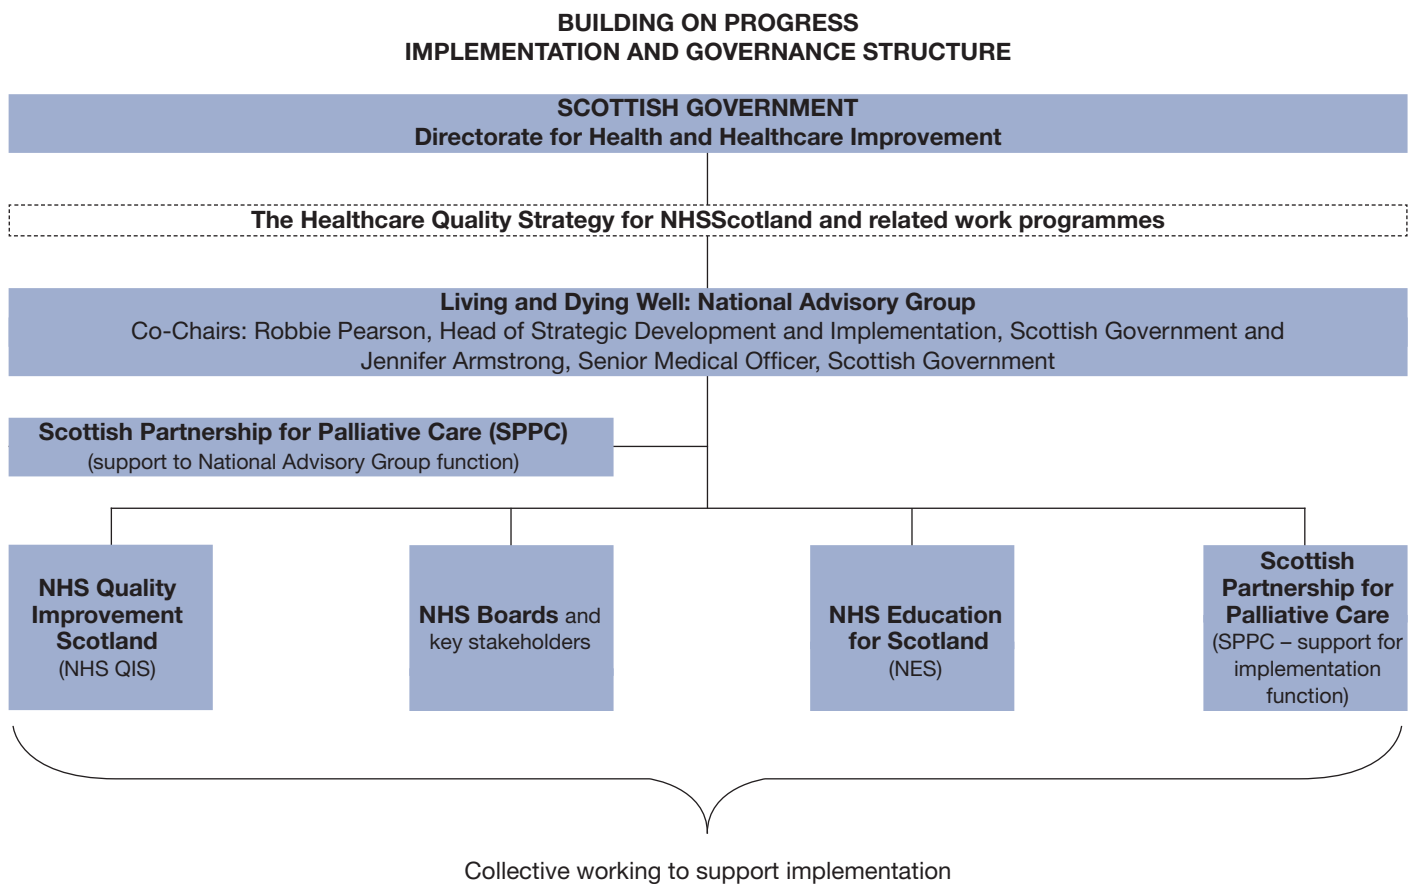 BUILDING ON PROGRESS
IMPLEMENTATION AND GOVERNANCE STRUCTURE
SCOTTISH GOVERNMENT
Directorate for Health and Healthcare Improvement
The Healthcare Quality Strategy for NHSScotland and related work programmes
Living and Dying Well: National Advisory Group
Co-Chairs: Robbie Pearson, Head of Strategic Development and Implementation, Scottish Government and
Jennifer Armstrong, Senior Medical Officer, Scottish Government
Scottish Partnership for Palliative Care (SPPC)
(support to National Advisory Group function)
NHS Quality
Improvement
Scotland
(NHS QIS)
NHS Boards and
key stakeholders
NHS Education
for Scotland
(NES)
Scottish
Partnership for
Palliative Care
(SPPC – support for
implementation
function)
Collective working to support implementation